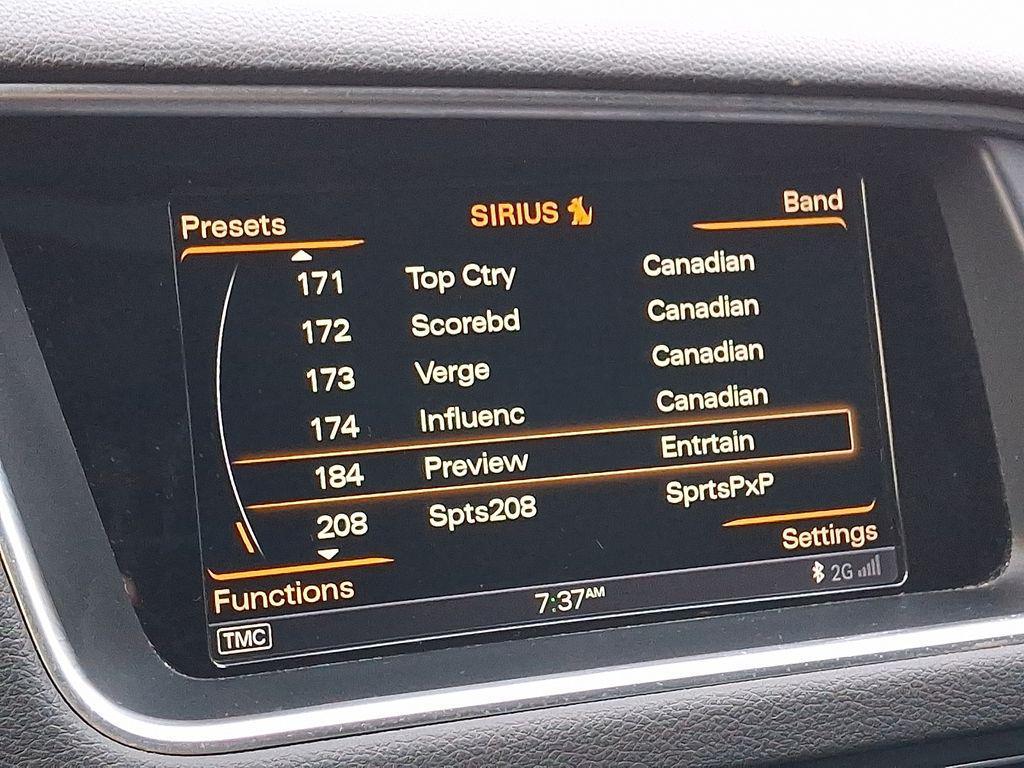 Presets SIRIUS Band
171 Top Ctry Canadian
172 Scorebd Canadian
173 Verge Canadian
174 Influenc Canadian
184 Preview Entrtain
208 Spts208 SprtsPxP
Functions Settings
TMC 7:37AM 2G